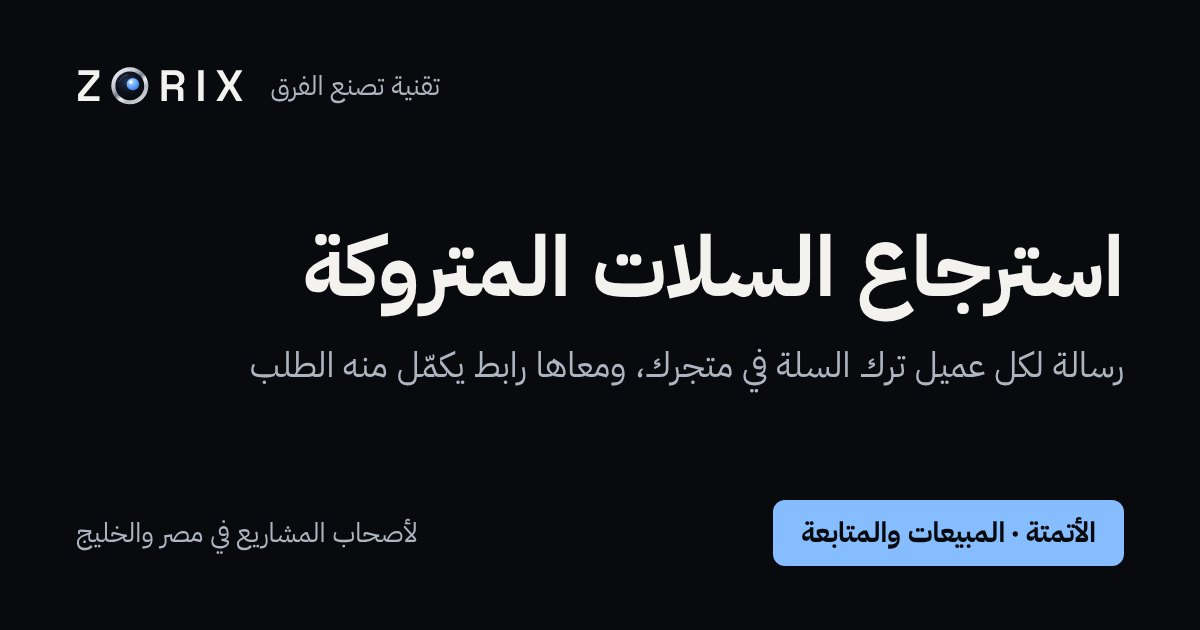 ZORIX تقنية تصنع الفرق
استرجاع السلات المتروكة
رسالة لكل عميل ترك السلة في متجرك، ومعاها رابط يكمّل منه الطلب
الأتمتة · المبيعات والمتابعة
لأصحاب المشاريع في مصر والخليج